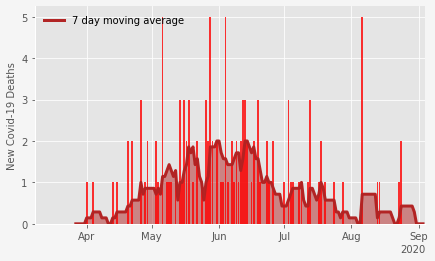 7 day moving average
New Covid-19 Deaths
5
4
3
2
1
0
Apr
May
Jun
Jul
Aug
Sep
2020